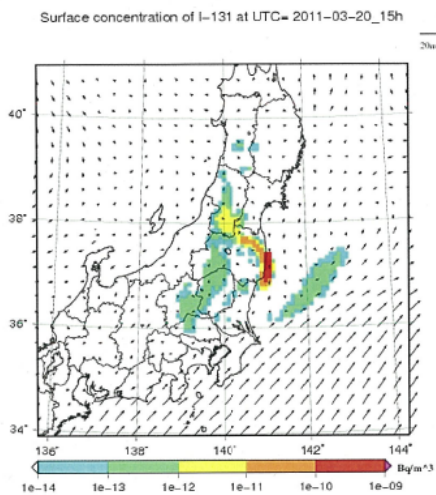 Surface concentration of I-131 at UTC= 2011-03-20_15h
40°
38°
36°
34°
136° 138° 140° 142° 144°
Bq/m^3
1e-14 1e-13 1e-12 1e-11 1e-10 1e-09